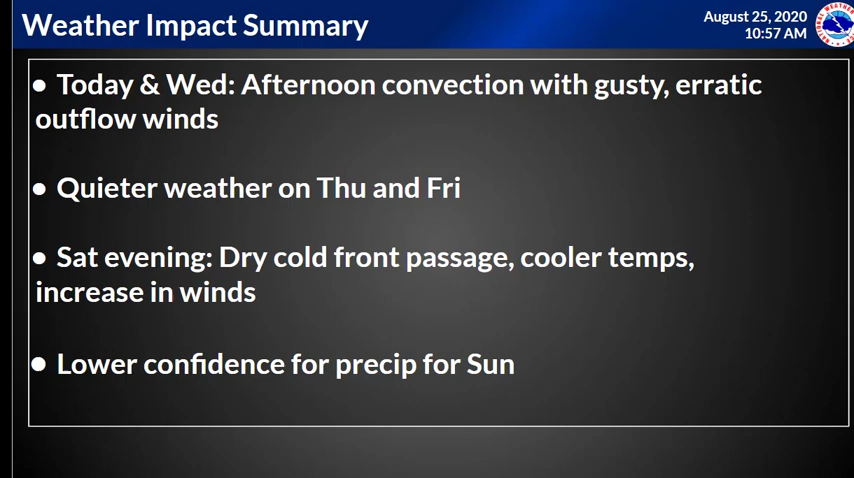 Weather Impact Summary
August 25, 2020
10:57 AM
● Today & Wed: Afternoon convection with gusty, erratic
outflow winds
● Quieter weather on Thu and Fri
● Sat evening: Dry cold front passage, cooler temps,
increase in winds
● Lower confidence for precip for Sun